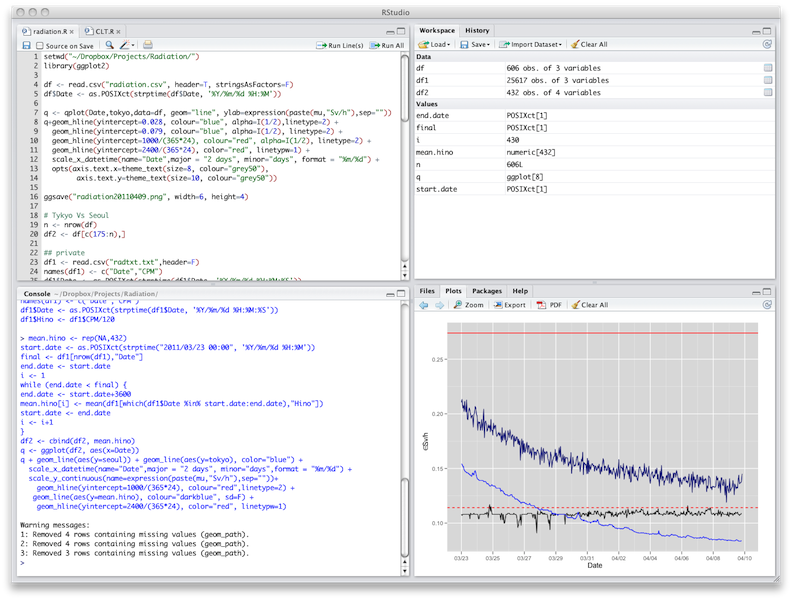 RStudio
radiation.R × CLT.R ×
Source on Save Run Line(s) Run All
1 setwd("~/Dropbox/Projects/Radiation/")
2 library(ggplot2)
3
4 df <- read.csv("radiation.csv", header=T, stringsAsFactors=F)
5 df$Date <- as.POSIXct(strptime(df$Date, '%Y/%m/%d %H:%M'))
6
7 q <- qplot(Date,tokyo,data=df, geom="line", ylab=expression(paste(mu,"Sv/h"),sep=""))
8 q+geom_hline(yintercept=0.028, colour="blue", alpha=I(1/2),linetype=2) +
9 geom_hline(yintercept=0.079, colour="blue", alpha=I(1/2), linetype=2) +
10 geom_hline(yintercept=1000/(365*24), colour="red", alpha=I(1/2), linetype=2) +
11 geom_hline(yintercept=2400/(365*24), color="red", linetypw=1) +
12 scale_x_datetime(name="Date",major = "2 days", minor="days", format = "%m/%d") +
13 opts(axis.text.x=theme_text(size=8, colour="grey50"),
14 axis.text.y=theme_text(size=10, colour="grey50"))
15
16 ggsave("radiation20110409.png", width=6, height=4)
17
18 # Tykyo Vs Seoul
19 n <- nrow(df)
20 df2 <- df[c(175:n),]
21
22 ## private
23 df1 <- read.csv("radtxt.txt",header=F)
24 names(df1) <- c("Date","CPM")
25 df1$Date <- as.POSIXct(strptime(df1$Date, '%Y/%m/%d %H:%M:%S'))
Workspace History
Load Save Import Dataset Clear All
Data
df 606 obs. of 3 variables
df1 25617 obs. of 3 variables
df2 432 obs. of 4 variables
Values
end.date POSIXct[1]
final POSIXct[1]
i 430
mean.hino numeric[432]
n 606L
q ggplot[8]
start.date POSIXct[1]
Console ~/Dropbox/Projects/Radiation/
names(df1) <- c("Date","CPM")
df1$Date <- as.POSIXct(strptime(df1$Date, '%Y/%m/%d %H:%M:%S'))
df1$Hino <- df1$CPM/120
> mean.hino <- rep(NA,432)
start.date <- as.POSIXct(strptime("2011/03/23 00:00", '%Y/%m/%d %H:%M'))
final <- df1[nrow(df1),"Date"]
end.date <- start.date
i <- 1
while (end.date < final) {
end.date <- start.date+3600
mean.hino[i] <- mean(df1[which(df1$Date %in% start.date:end.date),"Hino"])
start.date <- end.date
i <- i+1
}
df2 <- cbind(df2, mean.hino)
q <- ggplot(df2, aes(x=Date))
q + geom_line(aes(y=seoul)) + geom_line(aes(y=tokyo), color="blue") +
scale_x_datetime(name="Date",major = "2 days", minor="days",format = "%m/%d") +
scale_y_continuous(name=expression(paste(mu,"Sv/h"),sep=""))+
geom_hline(yintercept=1000/(365*24), colour="red",linetype=2) +
geom_line(aes(y=mean.hino), colour="darkblue", sd=F) +
geom_hline(yintercept=2400/(365*24), color="red", linetypw=1)
Warning messages:
1: Removed 4 rows containing missing values (geom_path).
2: Removed 4 rows containing missing values (geom_path).
3: Removed 3 rows containing missing values (geom_path).
>
Files Plots Packages Help
Zoom Export PDF Clear All
0.25
0.20
0.15
0.10
03/23 03/25 03/27 03/29 03/31 04/02 04/04 04/06 04/08 04/10
Date